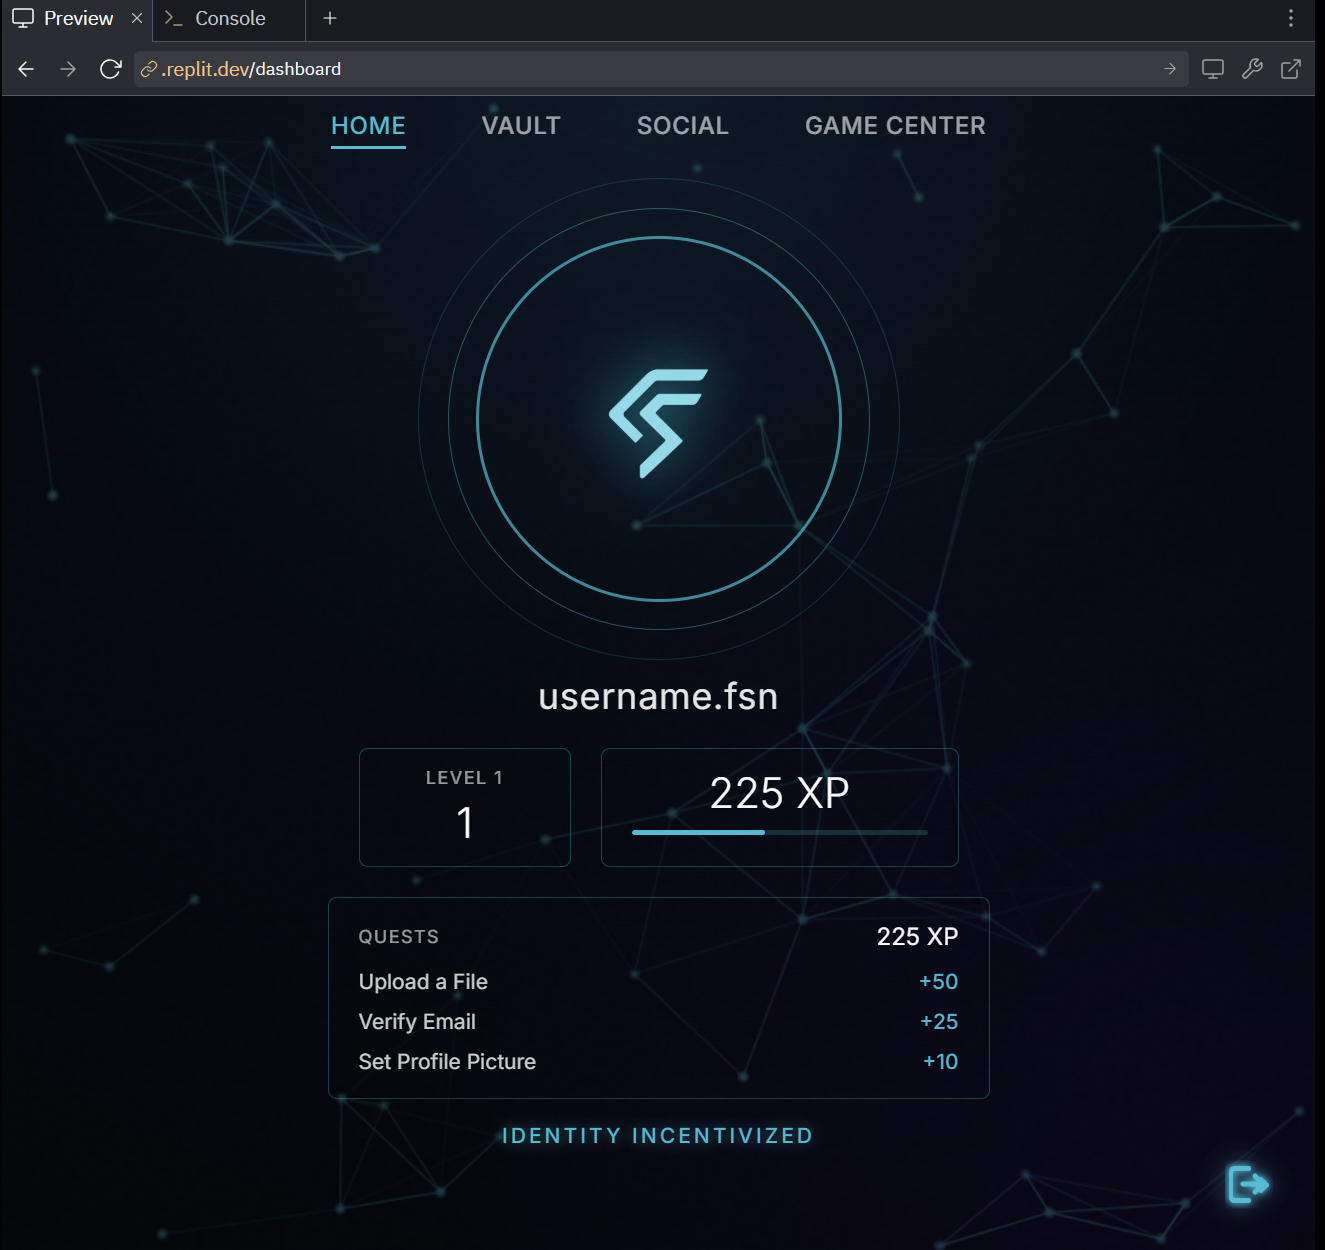 Preview
Console
.replit.dev/dashboard
HOME
VAULT
SOCIAL
GAME CENTER
username.fsn
LEVEL 1
1
225 XP
QUESTS
225 XP
Upload a File
+50
Verify Email
+25
Set Profile Picture
+10
IDENTITY INCENTIVIZED